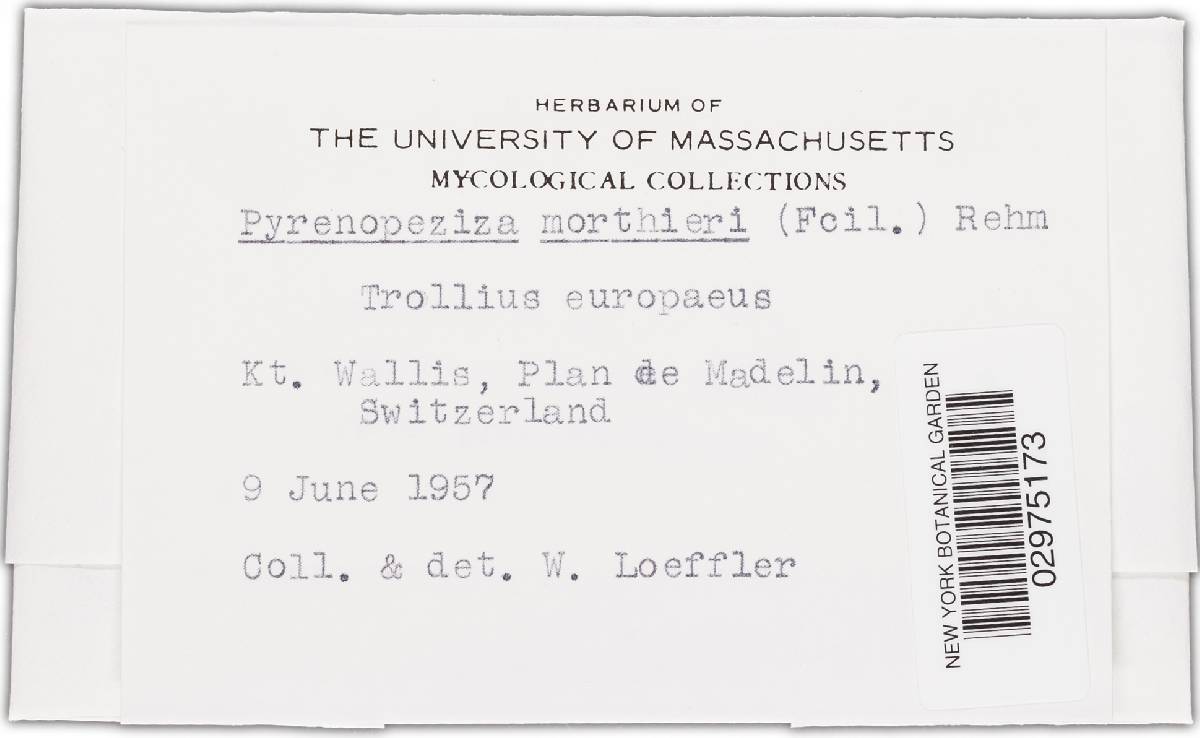 HERBARIUM OF
THE UNIVERSITY OF MASSACHUSETTS
MYCOLOGICAL COLLECTIONS
Pyrenopeziza morthieri (Fcil.) Rehm
Trollius europaeus
Kt. Wallis, Plan de Madelin,
Switzerland
9 June 1957
Coll. & det. W. Loeffler
NEW YORK BOTANICAL GARDEN
02975173